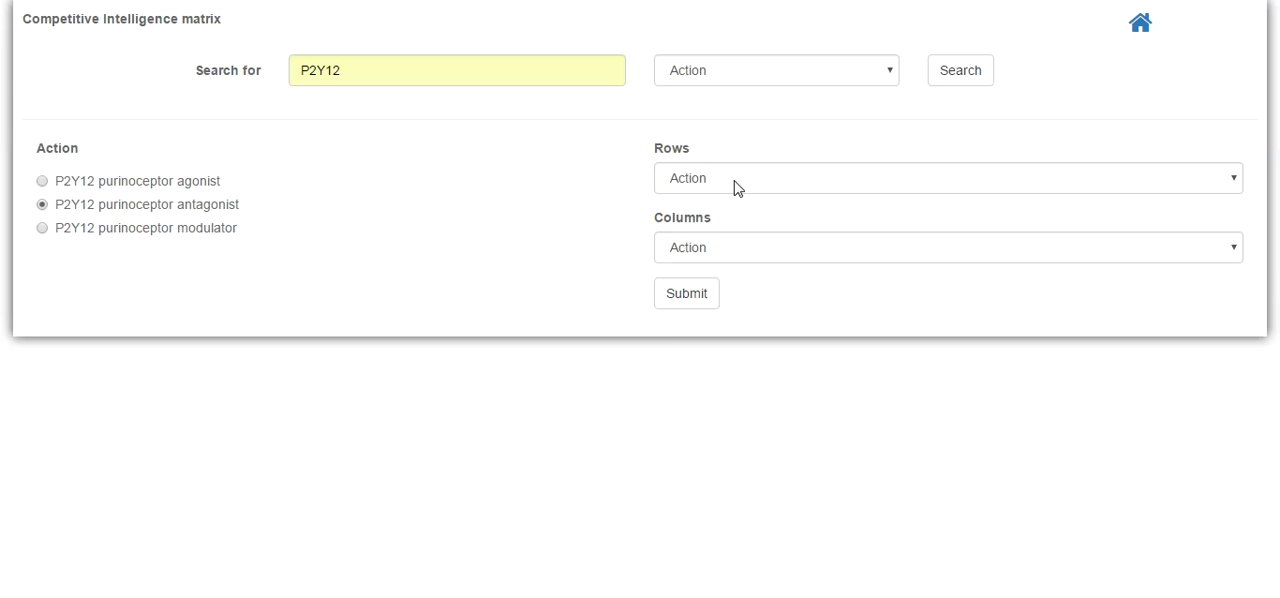 Competitive Intelligence matrix
Search for P2Y12 Action Search
Action
P2Y12 purinoceptor agonist
P2Y12 purinoceptor antagonist
P2Y12 purinoceptor modulator
Rows
Action
Columns
Action
Submit